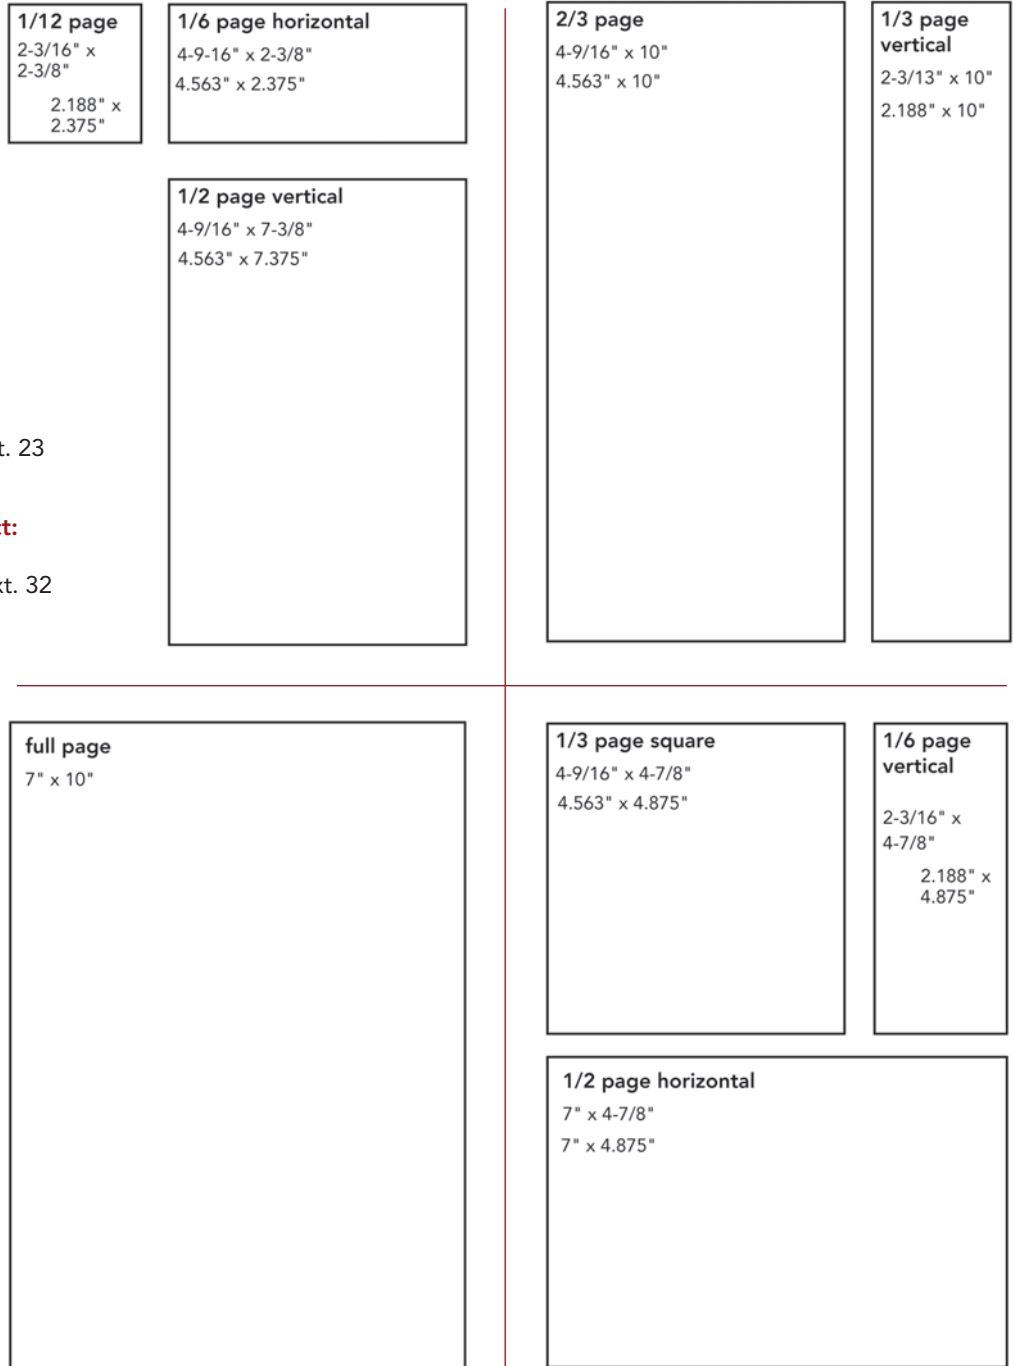 1/12 page
2-3/16" x
2-3/8"
2.188" x
2.375"
1/6 page horizontal
4-9-16" x 2-3/8"
4.563" x 2.375"
1/2 page vertical
4-9/16" x 7-3/8"
4.563" x 7.375"
t. 23
ct:
xt. 32
2/3 page
4-9/16" x 10"
4.563" x 10"
1/3 page
vertical
2-3/13" x 10"
2.188" x 10"
full page
7" x 10"
1/3 page square
4-9/16" x 4-7/8"
4.563" x 4.875"
1/6 page
vertical
2-3/16" x
4-7/8"
2.188" x
4.875"
1/2 page horizontal
7" x 4-7/8"
7" x 4.875"